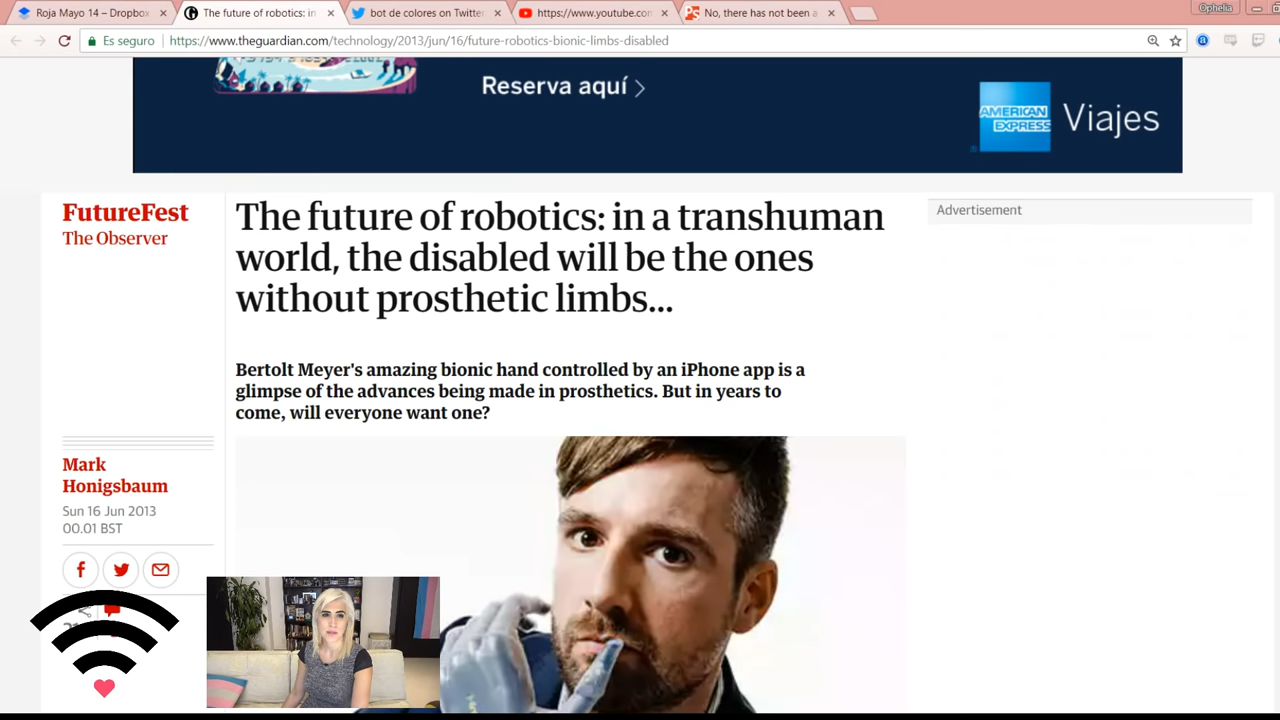 Roja Mayo 14 – Dropbox
The future of robotics: in
bot de colores on Twitter
https://www.youtube.com
No, there has not been a
Ophelia
Es seguro
https://www.theguardian.com/technology/2013/jun/16/future-robotics-bionic-limbs-disabled
Reserva aquí
AMERICAN
EXPRESS
Viajes
FutureFest
The Observer
The future of robotics: in a transhuman
world, the disabled will be the ones
without prosthetic limbs...
Advertisement
Bertolt Meyer's amazing bionic hand controlled by an iPhone app is a
glimpse of the advances being made in prosthetics. But in years to
come, will everyone want one?
Mark
Honigsbaum
Sun 16 Jun 2013
00.01 BST